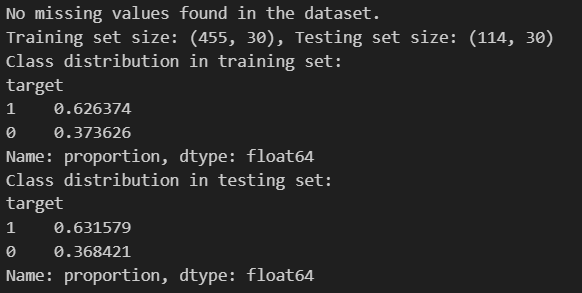 No missing values found in the dataset.
Training set size: (455, 30), Testing set size: (114, 30)
Class distribution in training set:
target
1    0.626374
0    0.373626
Name: proportion, dtype: float64
Class distribution in testing set:
target
1    0.631579
0    0.368421
Name: proportion, dtype: float64